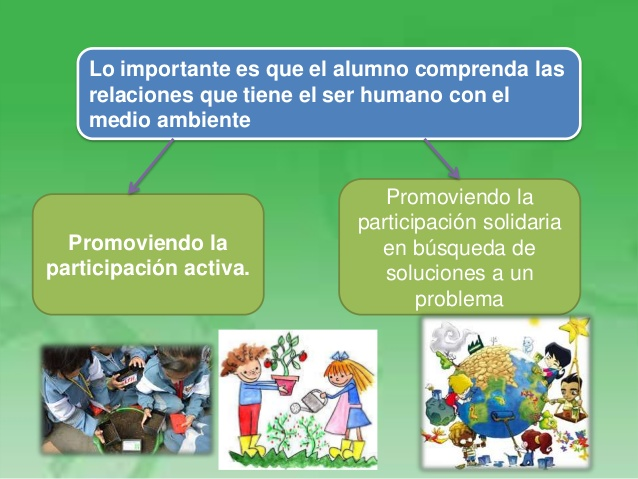 Lo importante es que el alumno comprenda las
relaciones que tiene el ser humano con el
medio ambiente
Promoviendo la
participación activa.
Promoviendo la
participación solidaria
en búsqueda de
soluciones a un
problema